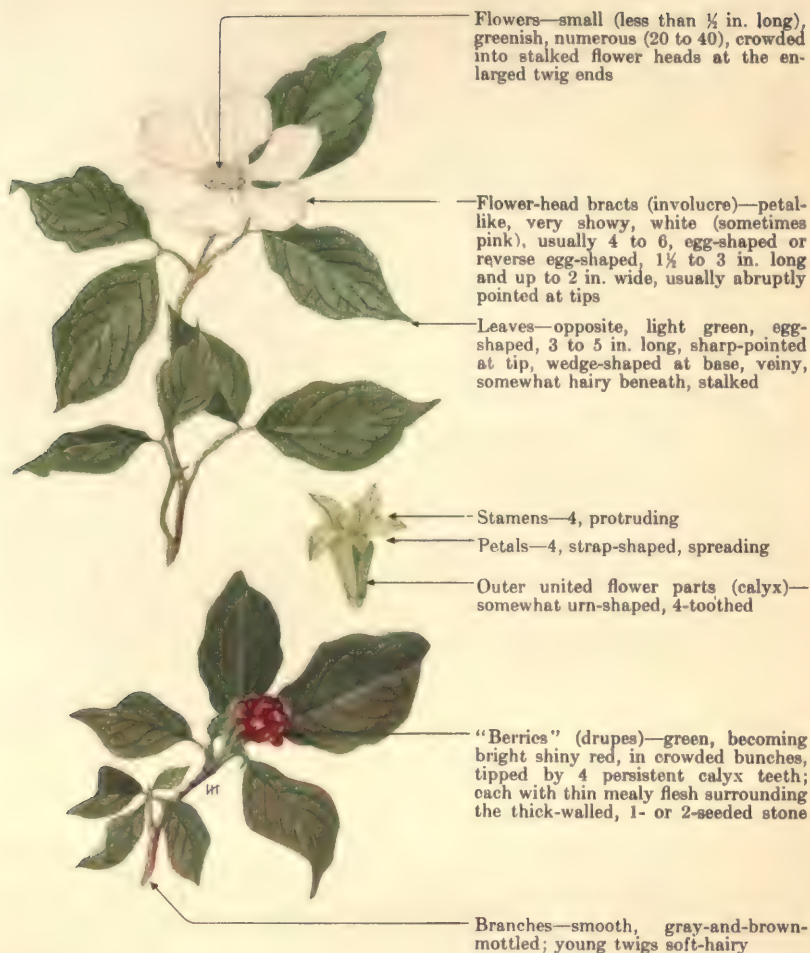 Flowers—small (less than ½ in. long),
greenish, numerous (20 to 40), crowded
into stalked flower heads at the en-
larged twig ends
Flower-head bracts (involucre)—petal-
like, very showy, white (sometimes
pink), usually 4 to 6, egg-shaped or
reverse egg-shaped, 1½ to 3 in. long
and up to 2 in. wide, usually abruptly
pointed at tips
Leaves—opposite, light green, egg-
shaped, 3 to 5 in. long, sharp-pointed
at tip, wedge-shaped at base, veiny,
somewhat hairy beneath, stalked
Stamens—4, protruding
Petals—4, strap-shaped, spreading
Outer united flower parts (calyx)—
somewhat urn-shaped, 4-toothed
"Berries" (drupes)—green, becoming
bright shiny red, in crowded bunches,
tipped by 4 persistent calyx teeth;
each with thin mealy flesh surrounding
the thick-walled, 1- or 2-seeded stone
Branches—smooth, gray-and-brown-
mottled; young twigs soft-hairy